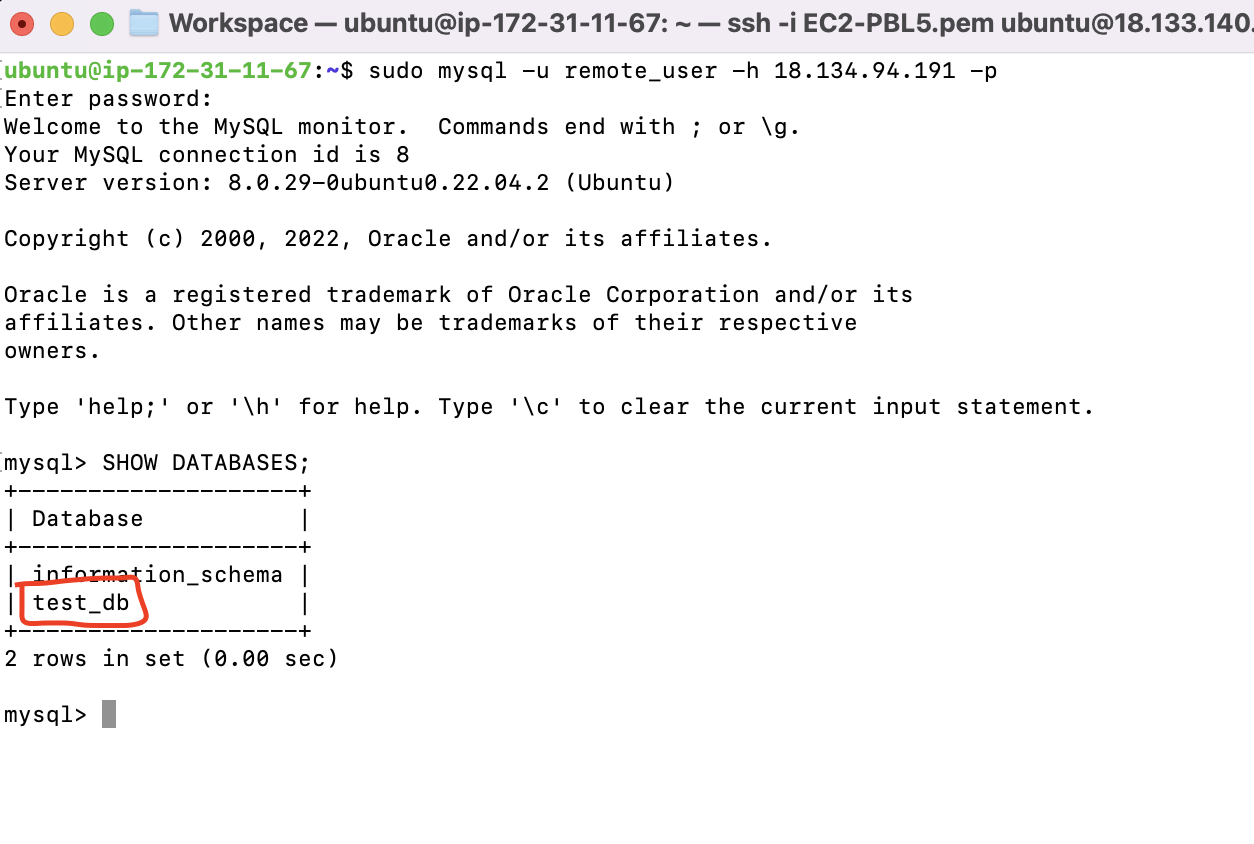 Workspace — ubuntu@ip-172-31-11-67: ~ — ssh -i EC2-PBL5.pem ubuntu@18.133.140.
ubuntu@ip-172-31-11-67:~$ sudo mysql -u remote_user -h 18.134.94.191 -p
Enter password:
Welcome to the MySQL monitor.  Commands end with ; or \g.
Your MySQL connection id is 8
Server version: 8.0.29-0ubuntu0.22.04.2 (Ubuntu)
Copyright (c) 2000, 2022, Oracle and/or its affiliates.
Oracle is a registered trademark of Oracle Corporation and/or its
affiliates. Other names may be trademarks of their respective
owners.
Type 'help;' or '\h' for help. Type '\c' to clear the current input statement.
mysql> SHOW DATABASES;
+--------------------+
| Database           |
+--------------------+
| information_schema |
| test_db            |
+--------------------+
2 rows in set (0.00 sec)
mysql>